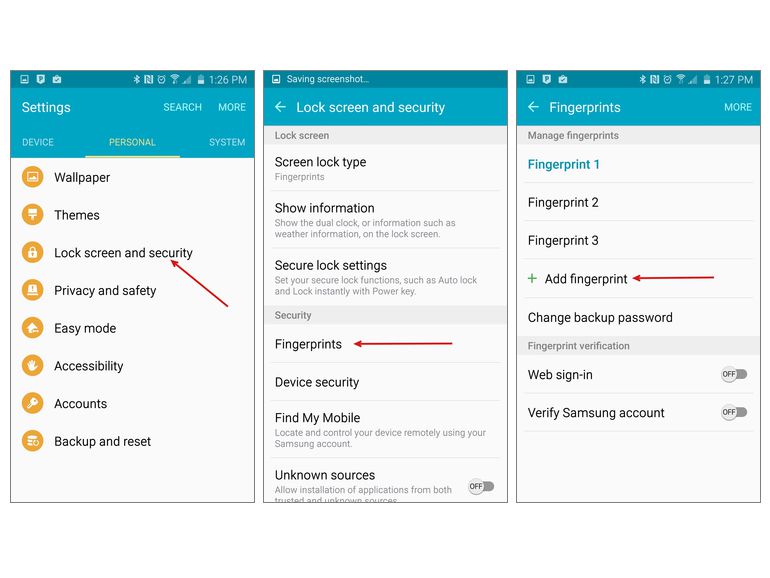 1:26 PM
Settings SEARCH MORE
DEVICE PERSONAL SYSTEM
Wallpaper
Themes
Lock screen and security
Privacy and safety
Easy mode
Accessibility
Accounts
Backup and reset
Saving screenshot...
Lock screen and security
Lock screen
Screen lock type
Fingerprints
Show information
Show the dual clock, or information such as
weather information, on the lock screen.
Secure lock settings
Set your secure lock functions, such as Auto lock
and Lock instantly with Power key.
Security
Fingerprints
Device security
Find My Mobile
Locate and control your device remotely using your
Samsung account.
Unknown sources
OFF
Allow installation of applications from both
trusted and unknown sources.
1:27 PM
Fingerprints MORE
Manage fingerprints
Fingerprint 1
Fingerprint 2
Fingerprint 3
+ Add fingerprint
Change backup password
Fingerprint verification
Web sign-in OFF
Verify Samsung account OFF